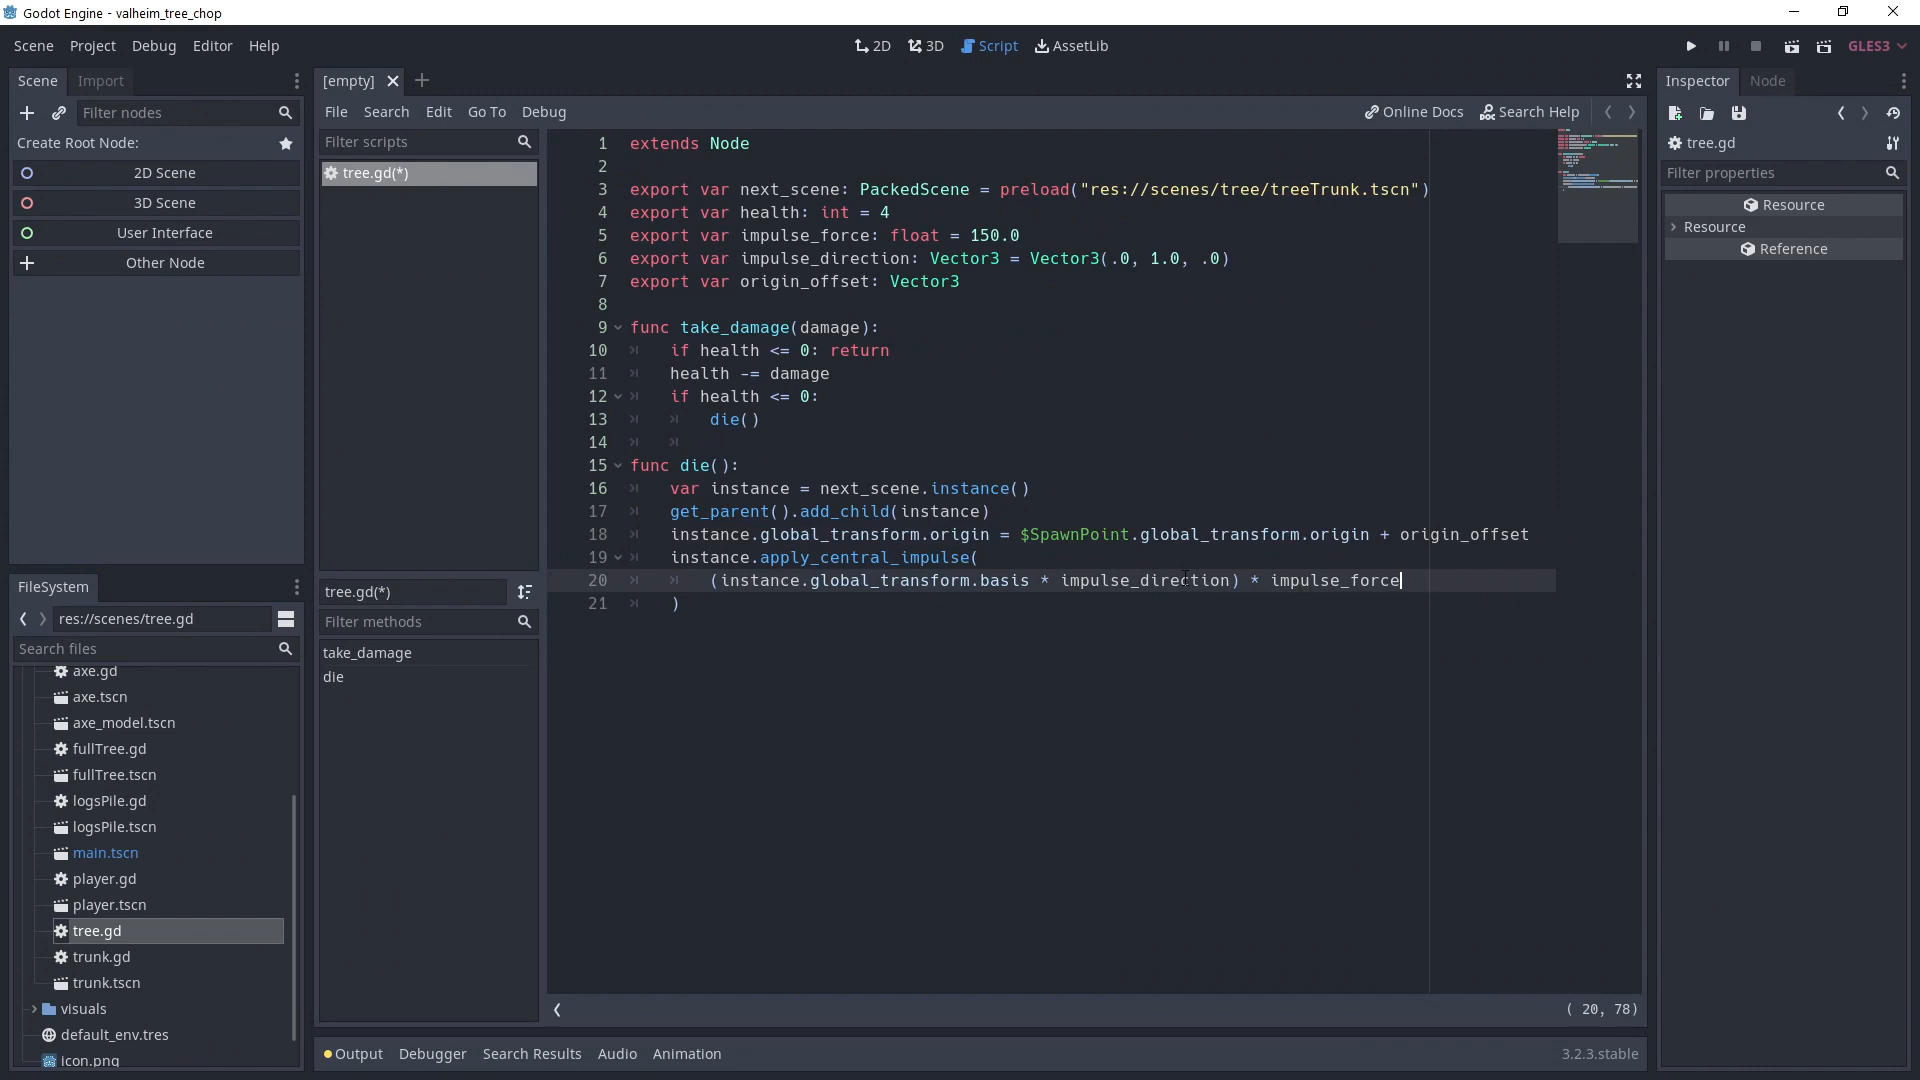 Godot Engine - valheim_tree_chop
Scene Project Debug Editor Help
2D 3D Script AssetLib
GLES3
Scene Import
Filter nodes
Create Root Node:
2D Scene
3D Scene
User Interface
Other Node
FileSystem
res://scenes/tree.gd
Search files
axe.gd
axe.tscn
axe_model.tscn
fullTree.gd
fullTree.tscn
logsPile.gd
logsPile.tscn
main.tscn
player.gd
player.tscn
tree.gd
trunk.gd
trunk.tscn
visuals
default_env.tres
icon.png
[empty]
File Search Edit Go To Debug
Online Docs Search Help
Filter scripts
tree.gd(*)
tree.gd(*)
Filter methods
take_damage
die
1 extends Node
2
3 export var next_scene: PackedScene = preload("res://scenes/tree/treeTrunk.tscn")
4 export var health: int = 4
5 export var impulse_force: float = 150.0
6 export var impulse_direction: Vector3 = Vector3(.0, 1.0, .0)
7 export var origin_offset: Vector3
8
9 func take_damage(damage):
10 if health <= 0: return
11 health -= damage
12 if health <= 0:
13 die()
14
15 func die():
16 var instance = next_scene.instance()
17 get_parent().add_child(instance)
18 instance.global_transform.origin = $SpawnPoint.global_transform.origin + origin_offset
19 instance.apply_central_impulse(
20 (instance.global_transform.basis * impulse_direction) * impulse_force
21 )
( 20, 78)
Output Debugger Search Results Audio Animation
3.2.3.stable
Inspector Node
tree.gd
Filter properties
Resource
Resource
Reference